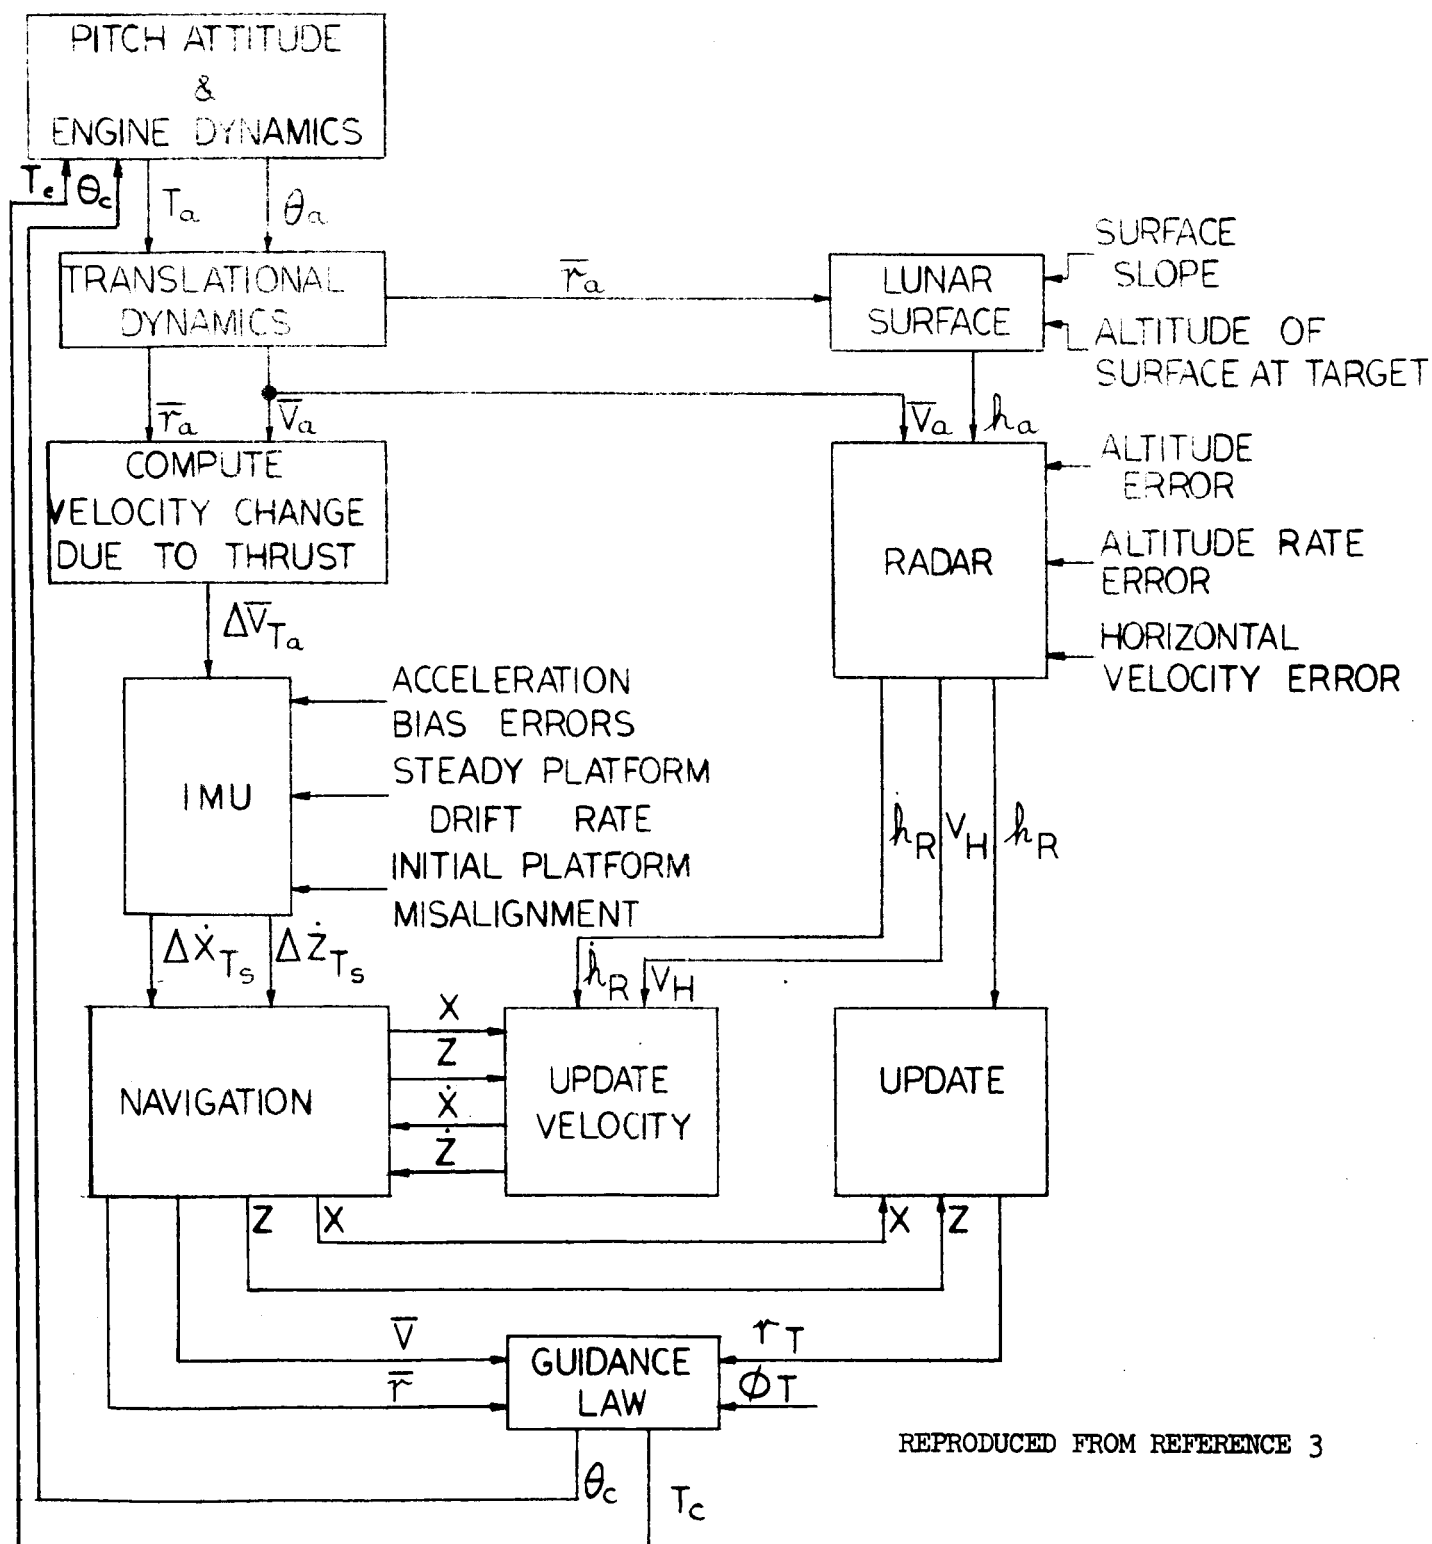 PITCH ATTITUDE
&
ENGINE DYNAMICS
Tc
θc
Ta
θa
TRANSLATIONAL
DYNAMICS
r̅a
LUNAR
SURFACE
SURFACE
SLOPE
ALTITUDE OF
SURFACE AT TARGET
r̅a
V̅a
V̅a
ha
COMPUTE
VELOCITY CHANGE
DUE TO THRUST
RADAR
ALTITUDE
ERROR
ALTITUDE RATE
ERROR
HORIZONTAL
VELOCITY ERROR
ΔV̅Ta
IMU
ACCELERATION
BIAS ERRORS
STEADY PLATFORM
DRIFT RATE
INITIAL PLATFORM
MISALIGNMENT
ḣR
VH
hR
ΔẊTs
ΔŻTs
ḣR
VH
NAVIGATION
X
Z
Ẋ
Ż
UPDATE
VELOCITY
UPDATE
Z
X
X
Z
V̅
r̅
GUIDANCE
LAW
rT
ϕT
REPRODUCED FROM REFERENCE 3
θc
Tc